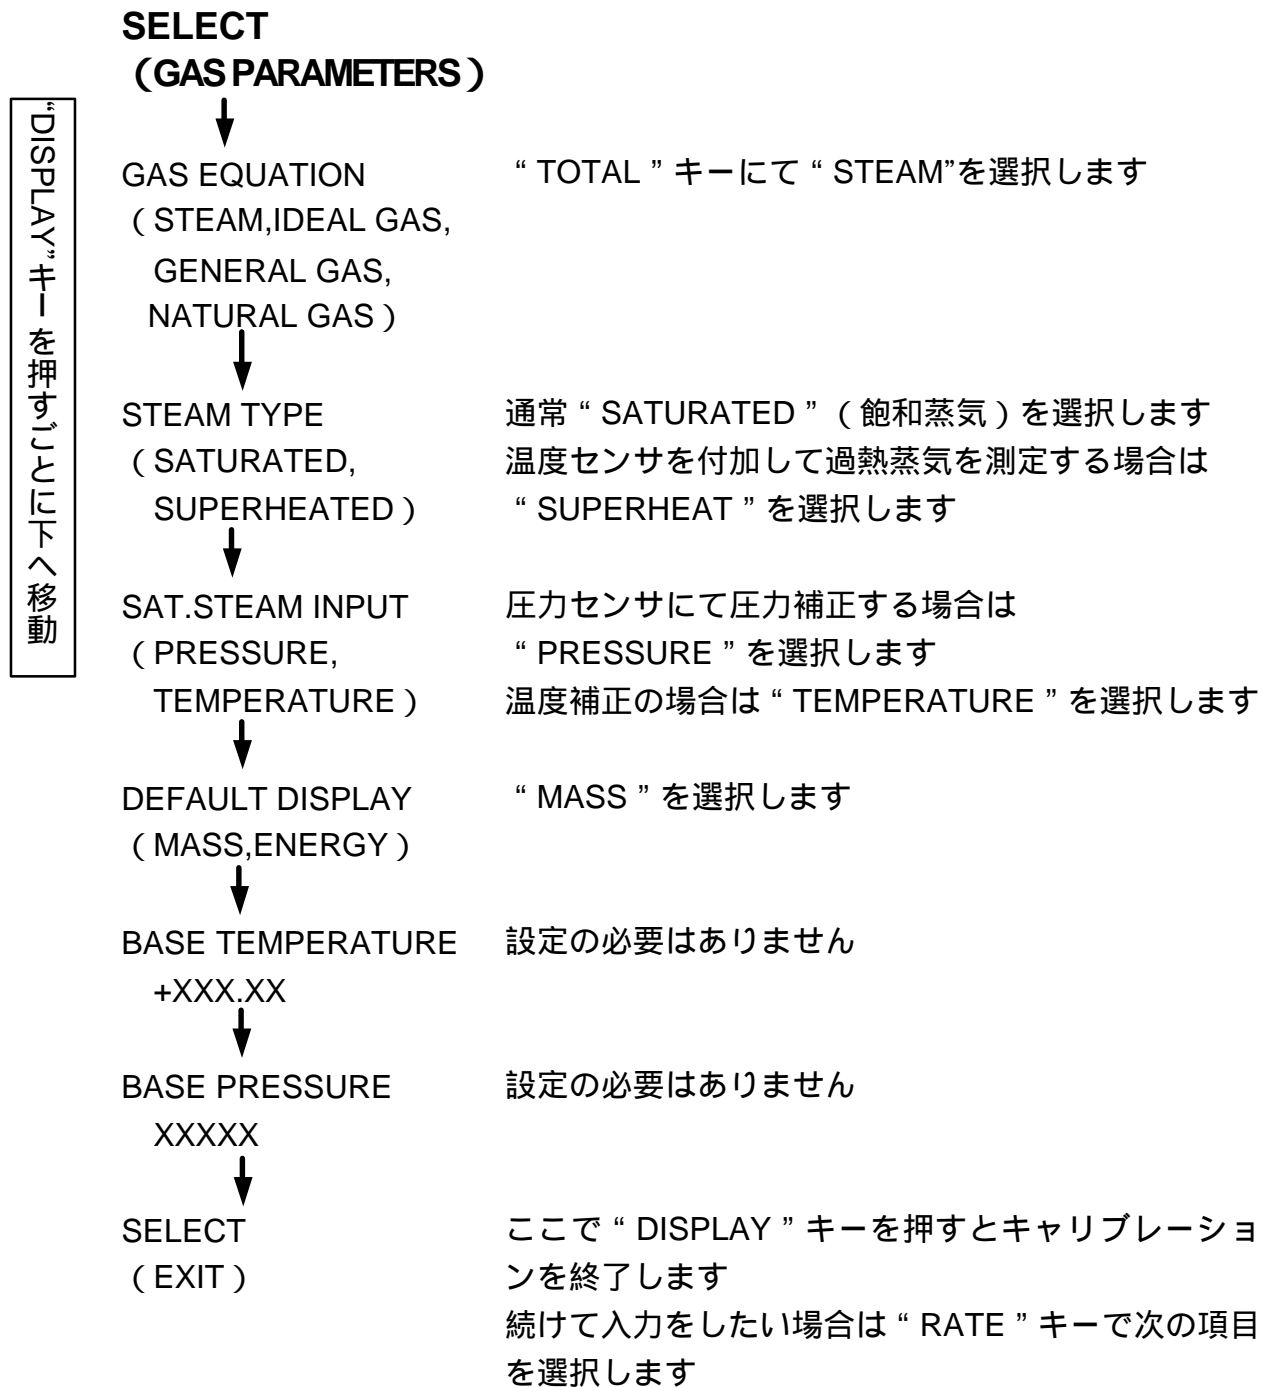 SELECT
（GAS PARAMETERS）
"DISPLAY"キーを押すごとに下へ移動
GAS EQUATION　“ TOTAL ” キーにて “ STEAM”を選択します
（STEAM,IDEAL GAS,
GENERAL GAS,
NATURAL GAS）
STEAM TYPE　通常 “ SATURATED ” （飽和蒸気）を選択します
（SATURATED,　温度センサを付加して過熱蒸気を測定する場合は
SUPERHEATED）　“ SUPERHEAT ” を選択します
SAT.STEAM INPUT　圧力センサにて圧力補正する場合は
（PRESSURE,　“ PRESSURE ” を選択します
TEMPERATURE）　温度補正の場合は “ TEMPERATURE ” を選択します
DEFAULT DISPLAY　“ MASS ” を選択します
（MASS,ENERGY）
BASE TEMPERATURE　設定の必要はありません
+XXX.XX
BASE PRESSURE　設定の必要はありません
XXXXX
SELECT　ここで “ DISPLAY ” キーを押すとキャリブレーショ
（EXIT）　ンを終了します
続けて入力をしたい場合は “ RATE ” キーで次の項目
を選択します